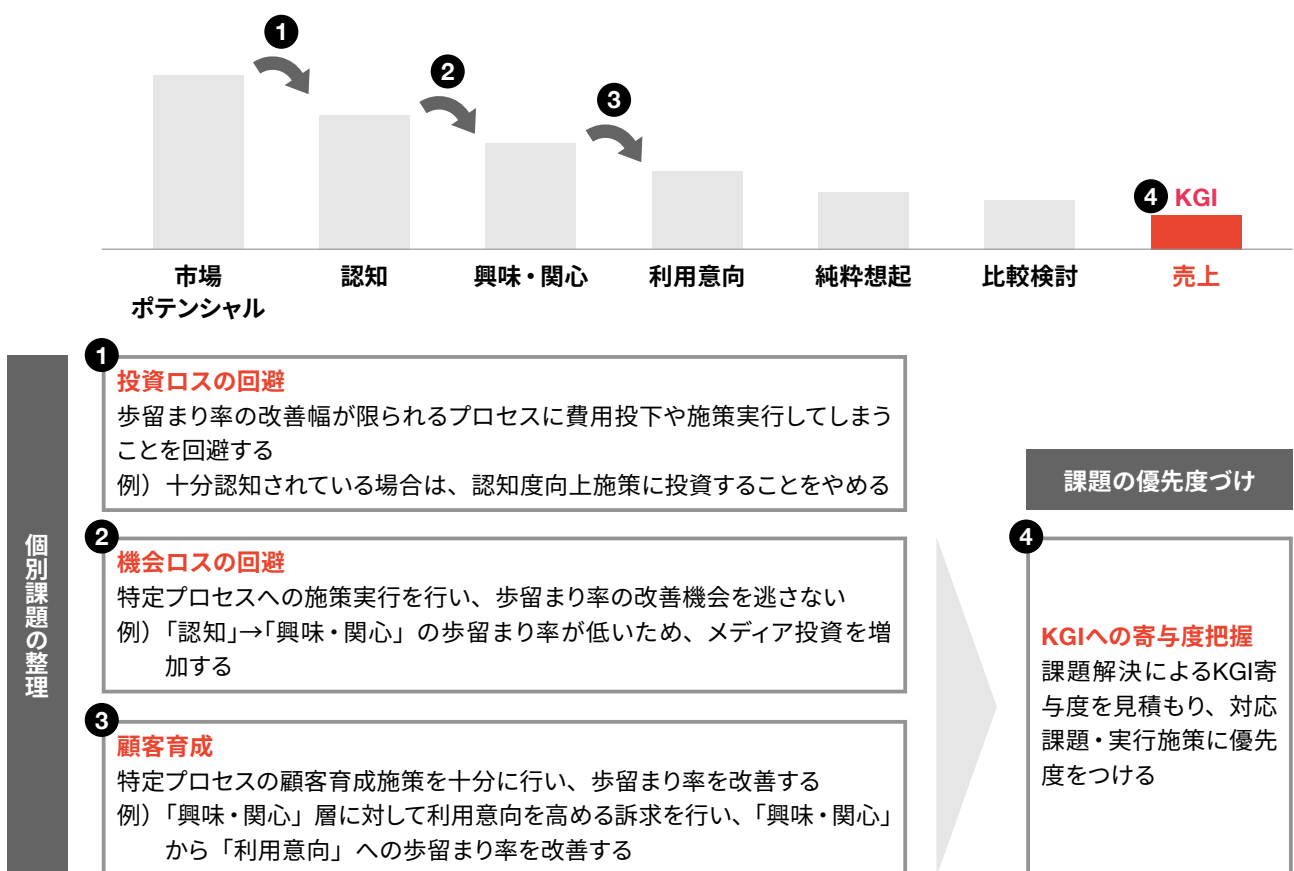 1
2
3
4 KGI
市場
ポテンシャル
認知
興味・関心
利用意向
純粋想起
比較検討
売上
個別課題の整理
1
投資ロスの回避
歩留まり率の改善幅が限られるプロセスに費用投下や施策実行してしまう
ことを回避する
例）十分認知されている場合は、認知度向上施策に投資することをやめる
2
機会ロスの回避
特定プロセスへの施策実行を行い、歩留まり率の改善機会を逃さない
例）「認知」→「興味・関心」の歩留まり率が低いため、メディア投資を増
加する
3
顧客育成
特定プロセスの顧客育成施策を十分に行い、歩留まり率を改善する
例）「興味・関心」層に対して利用意向を高める訴求を行い、「興味・関心」
から「利用意向」への歩留まり率を改善する
課題の優先度づけ
4
KGIへの寄与度把握
課題解決によるKGI寄
与度を見積もり、対応
課題・実行施策に優先
度をつける